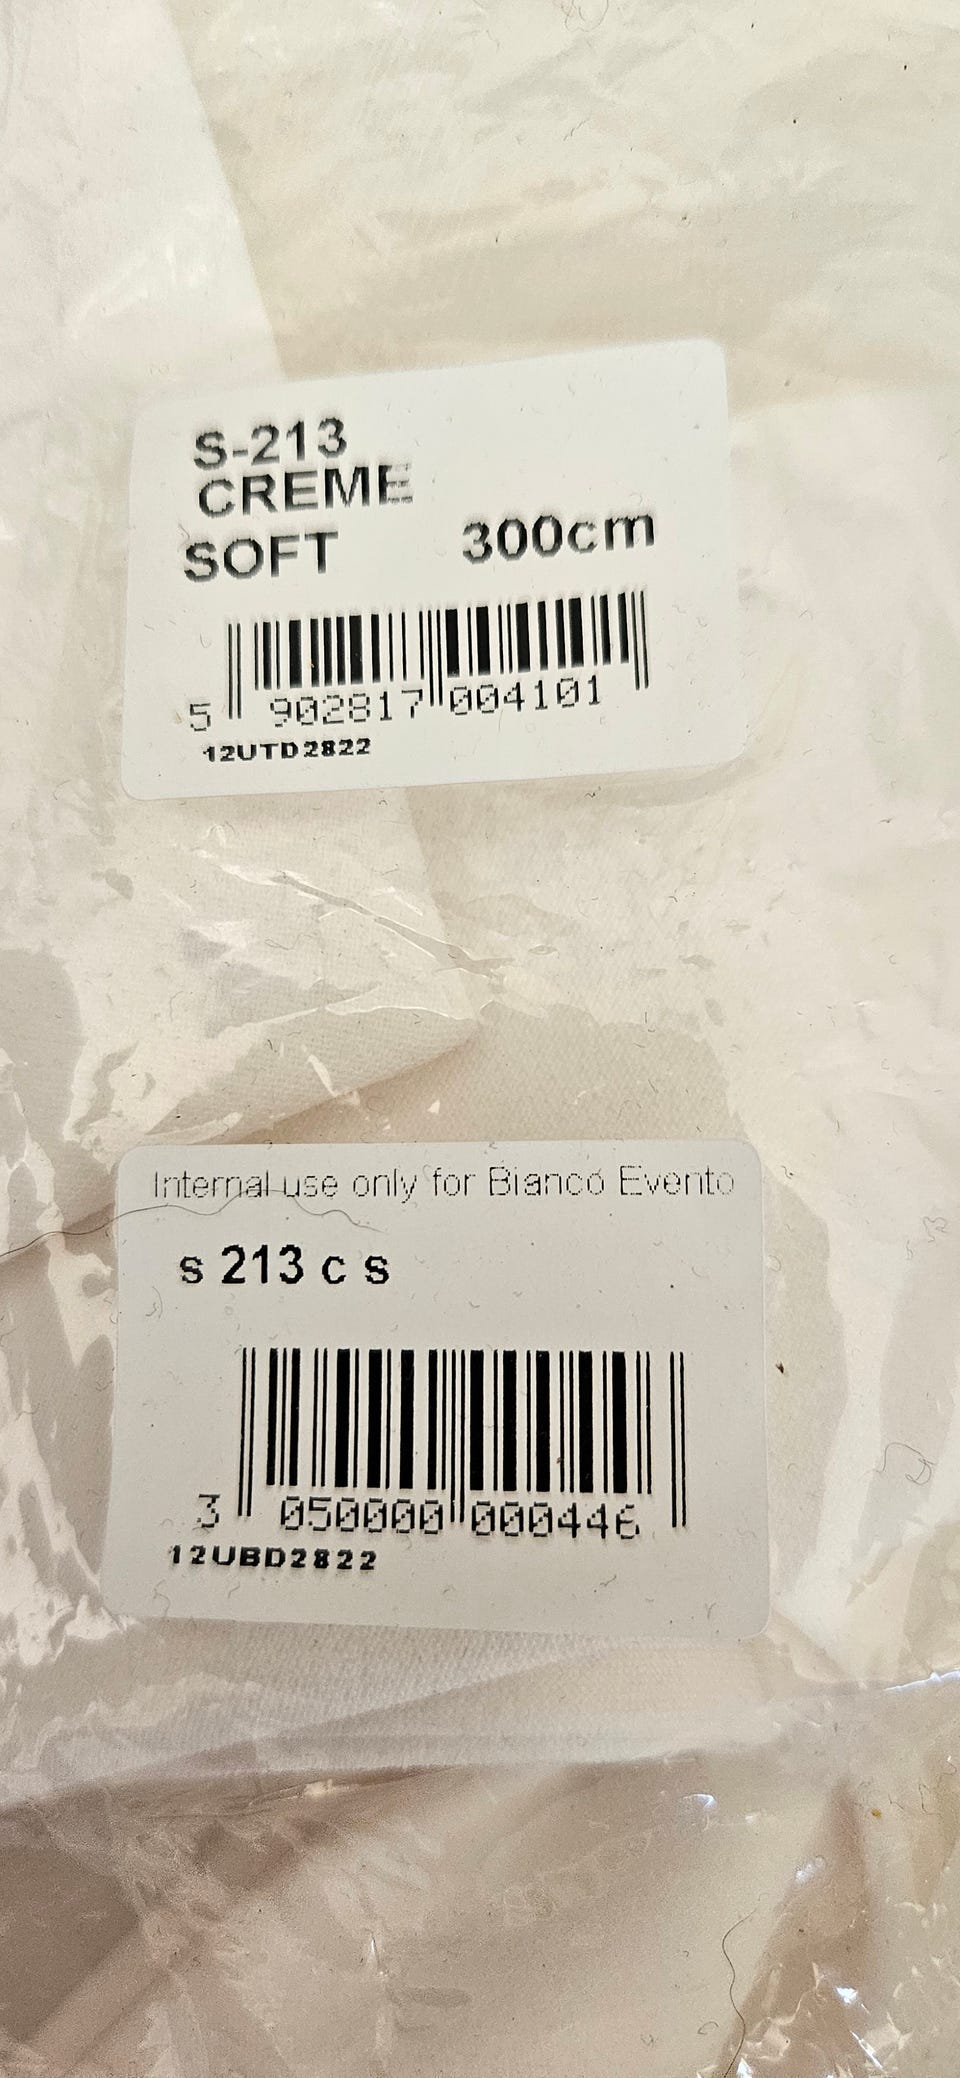 S-213
CREME
SOFT 300cm
5 902817 004101
12UTD2822
Internal use only for Bianco Evento
s 213 c s
3 050000 000446
12UBD2822